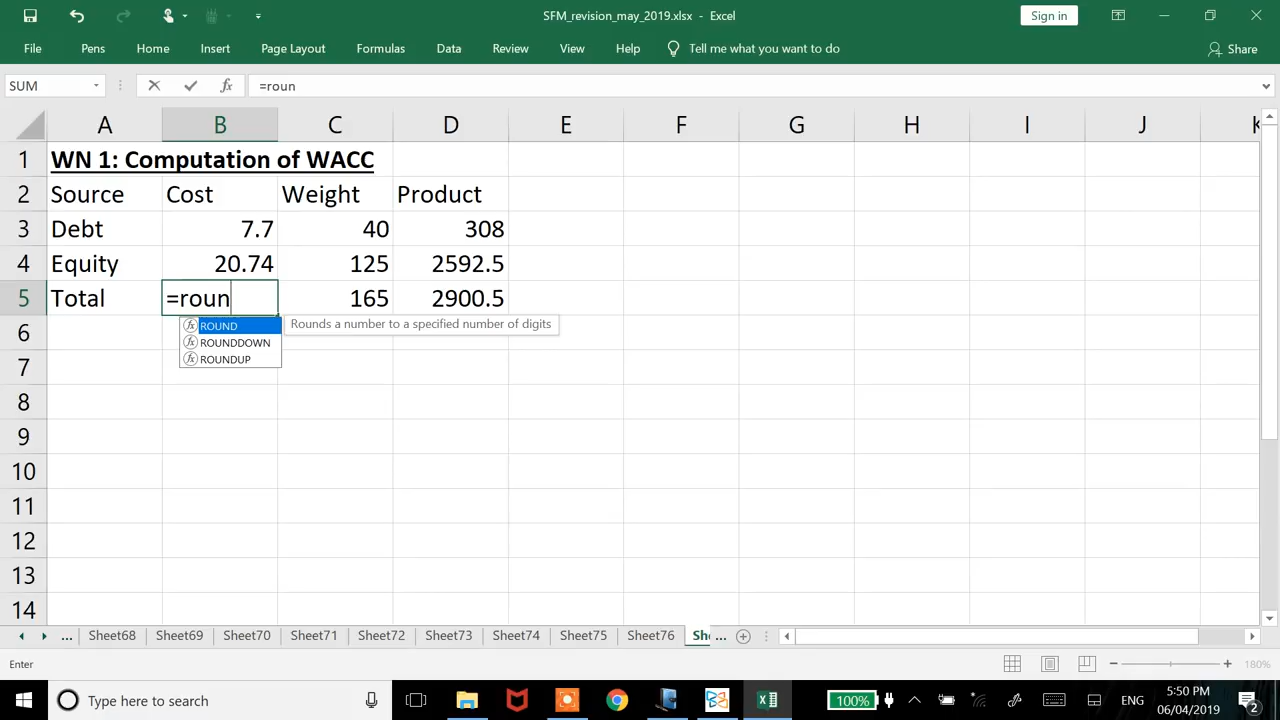 SFM_revision_may_2019.xlsx - Excel
Sign in
File Pens Home Insert Page Layout Formulas Data Review View Help Tell me what you want to do Share
SUM =roun
A B C D E F G H I J K
1 WN 1: Computation of WACC
2 Source Cost Weight Product
3 Debt 7.7 40 308
4 Equity 20.74 125 2592.5
5 Total =roun 165 2900.5
6 ROUND Rounds a number to a specified number of digits
ROUNDDOWN
7 ROUNDUP
8
9
10
11
12
13
14
... Sheet68 Sheet69 Sheet70 Sheet71 Sheet72 Sheet73 Sheet74 Sheet75 Sheet76 She ...
Enter 180%
Type here to search 100% ENG 5:50 PM
06/04/2019 2